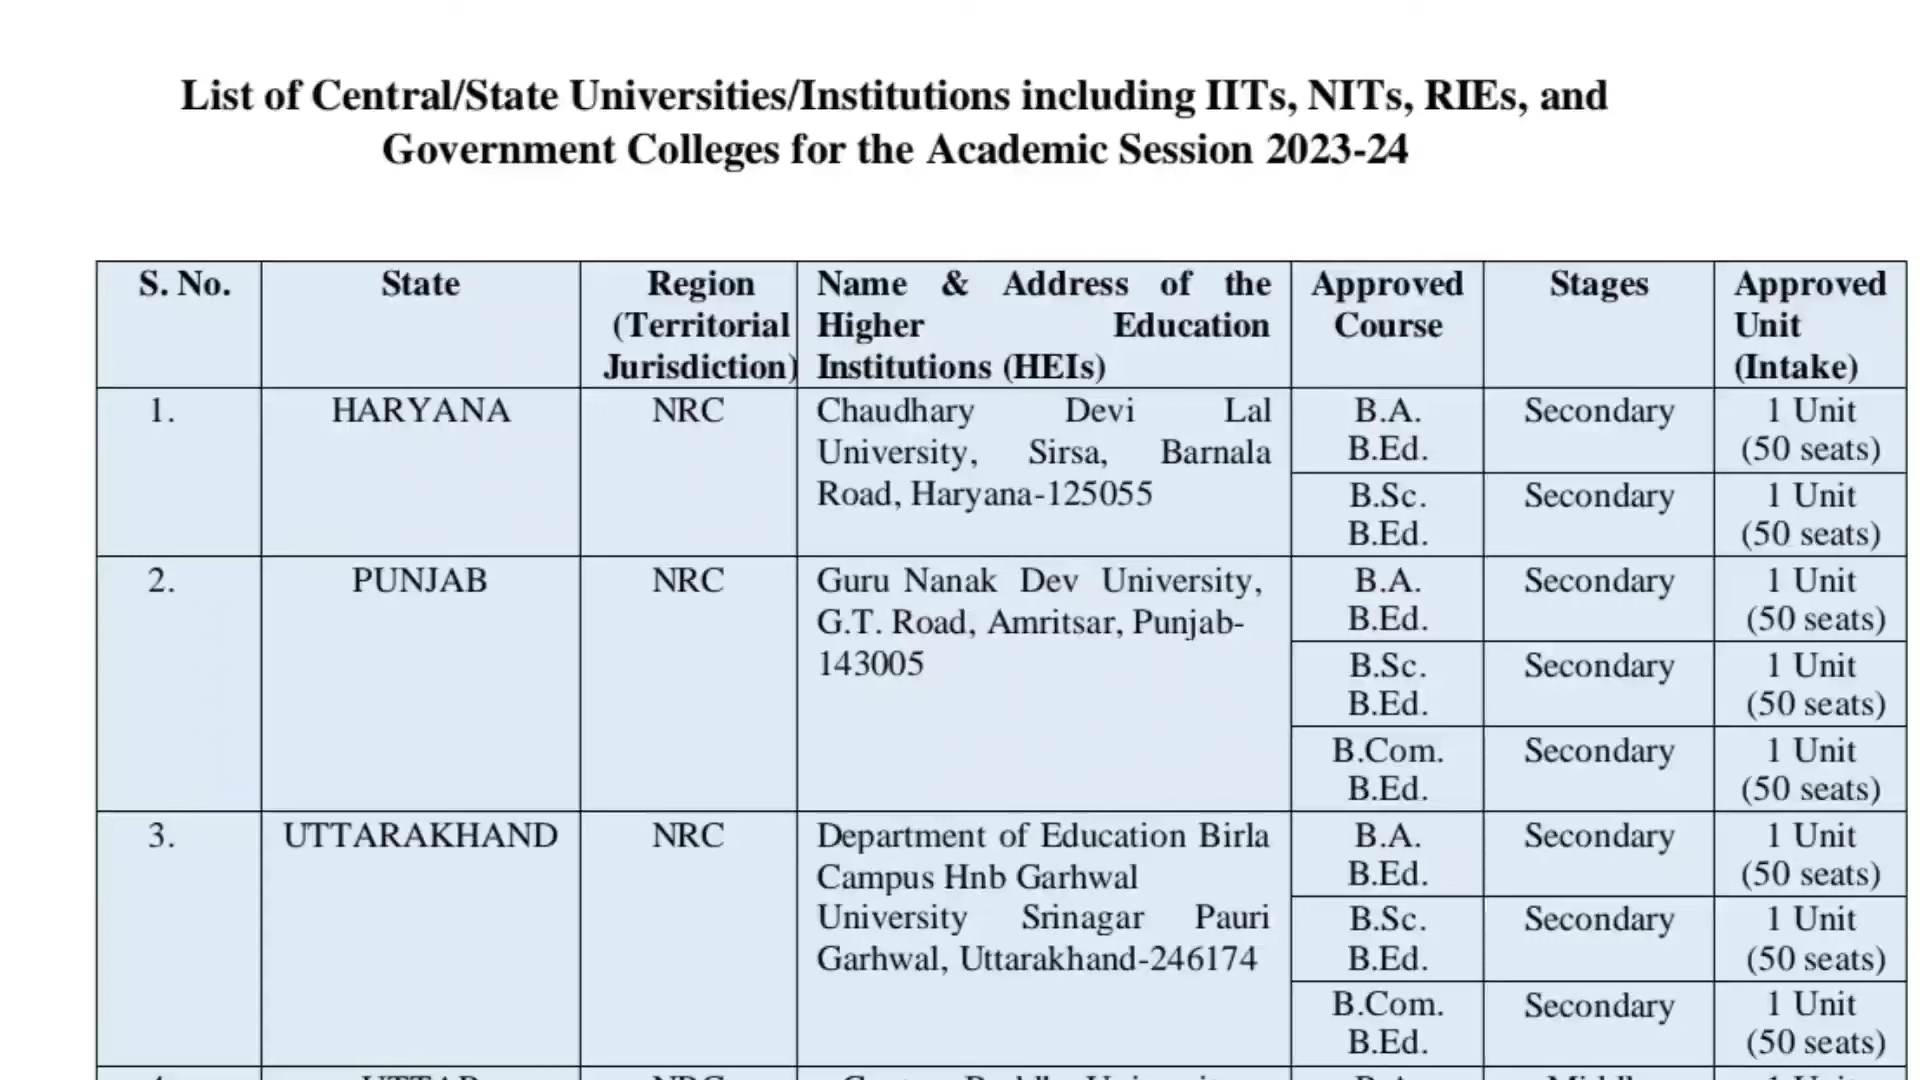 List of Central/State Universities/Institutions including IITs, NITs, RIEs, and
Government Colleges for the Academic Session 2023-24
S. No.
State
Region
(Territorial
Jurisdiction)
Name & Address of the
Higher Education
Institutions (HEIs)
Approved
Course
Stages
Approved
Unit
(Intake)
1.
HARYANA
NRC
Chaudhary Devi Lal
University, Sirsa, Barnala
Road, Haryana-125055
B.A.
B.Ed.
Secondary
1 Unit
(50 seats)
B.Sc.
B.Ed.
Secondary
1 Unit
(50 seats)
2.
PUNJAB
NRC
Guru Nanak Dev University,
G.T. Road, Amritsar, Punjab-
143005
B.A.
B.Ed.
Secondary
1 Unit
(50 seats)
B.Sc.
B.Ed.
Secondary
1 Unit
(50 seats)
B.Com.
B.Ed.
Secondary
1 Unit
(50 seats)
3.
UTTARAKHAND
NRC
Department of Education Birla
Campus Hnb Garhwal
University Srinagar Pauri
Garhwal, Uttarakhand-246174
B.A.
B.Ed.
Secondary
1 Unit
(50 seats)
B.Sc.
B.Ed.
Secondary
1 Unit
(50 seats)
B.Com.
B.Ed.
Secondary
1 Unit
(50 seats)